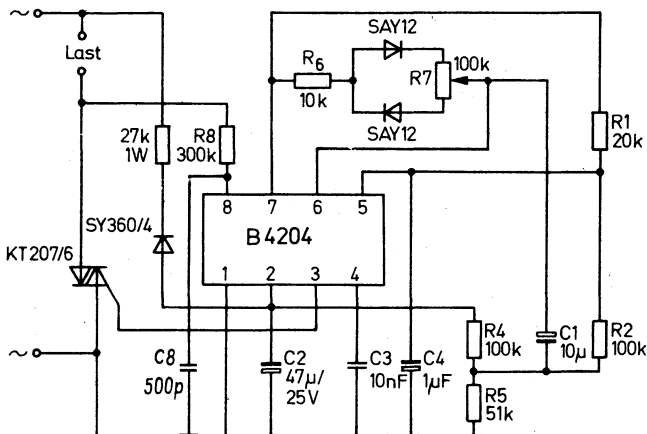 ~
Last
SAY12
R6
10k
R7
100k
SAY12
R1
20k
27k
1W
R8
300k
8 7 6 5
B4204
1 2 3 4
SY360/4
KT207/6
~
C8
500p
C2
47µ/
25V
C3
10nF
C4
1µF
R4
100k
R5
51k
C1
10µ
R2
100k